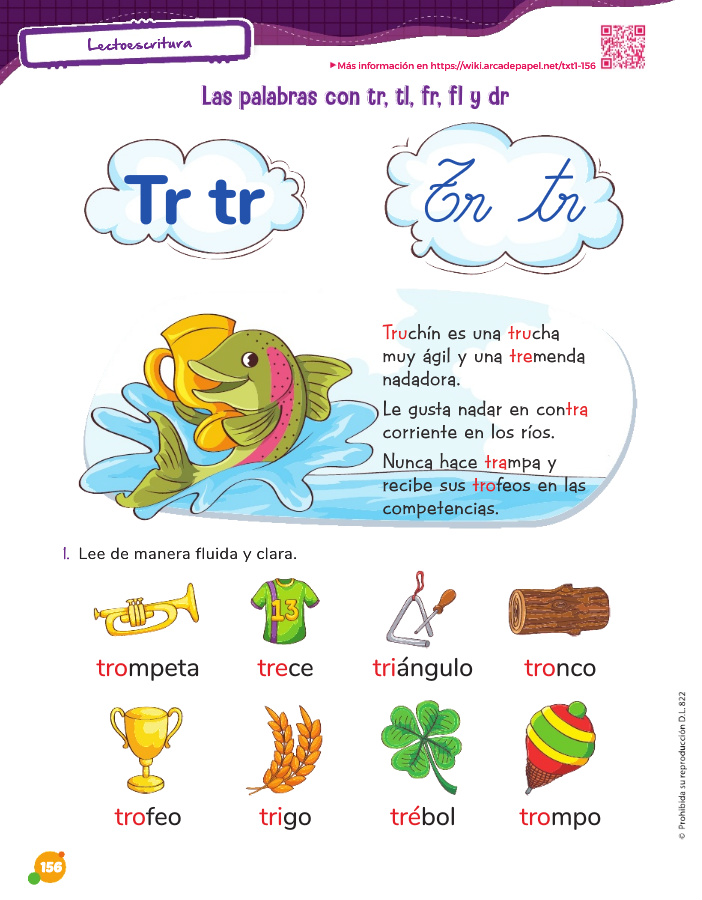 Lectoescritura
▶Más información en https://wiki.arcadepapel.net/txt1-156
Las palabras con tr, tl, fr, fl y dr
Tr tr
Tr tr
Truchín es una trucha
muy ágil y una tremenda
nadadora.
Le gusta nadar en contra
corriente en los ríos.
Nunca hace trampa y
recibe sus trofeos en las
competencias.
1. Lee de manera fluida y clara.
13
trompeta
trece
triángulo
tronco
trofeo
trigo
trébol
trompo
© Prohibida su reproducción D.L. 822
156